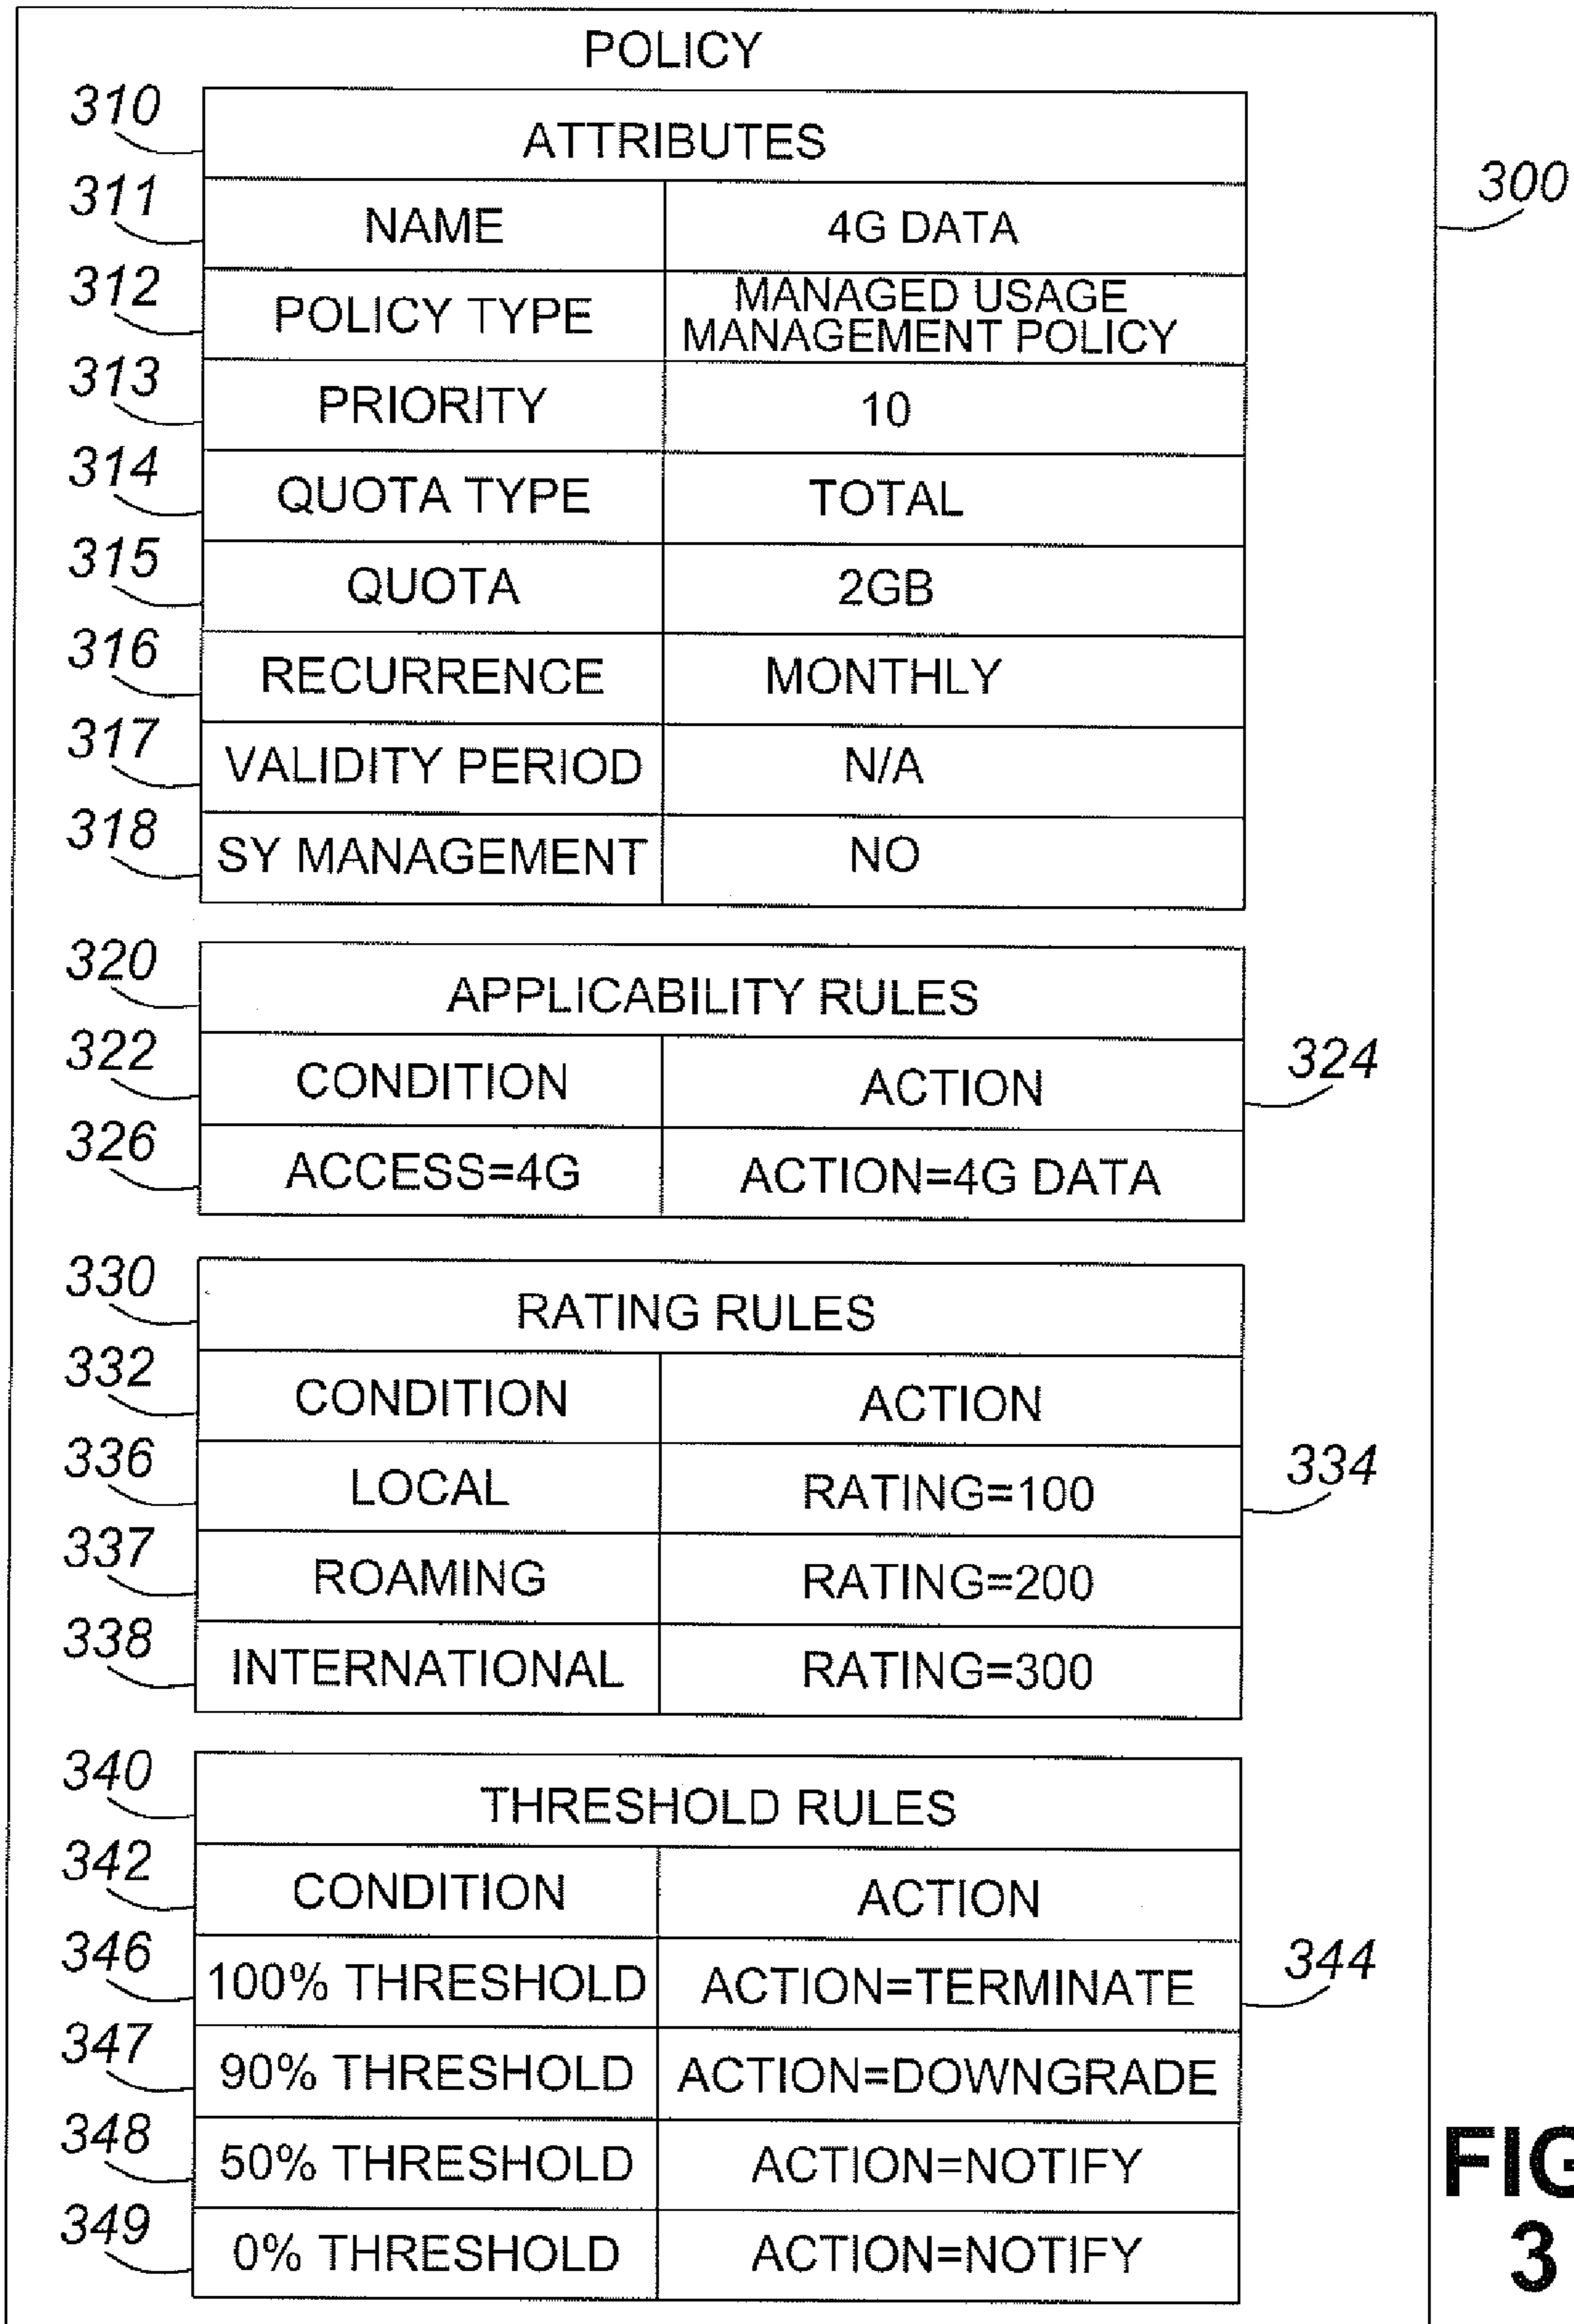 POLICY
310
ATTRIBUTES
311
NAME
4G DATA
300
312
POLICY TYPE
MANAGED USAGE
MANAGEMENT POLICY
313
PRIORITY
10
314
QUOTA TYPE
TOTAL
315
QUOTA
2GB
316
RECURRENCE
MONTHLY
317
VALIDITY PERIOD
N/A
318
SY MANAGEMENT
NO
320
APPLICABILITY RULES
322
CONDITION
ACTION
324
326
ACCESS=4G
ACTION=4G DATA
330
RATING RULES
332
CONDITION
ACTION
336
LOCAL
RATING=100
334
337
ROAMING
RATING=200
338
INTERNATIONAL
RATING=300
340
THRESHOLD RULES
342
CONDITION
ACTION
346
100% THRESHOLD
ACTION=TERMINATE
344
347
90% THRESHOLD
ACTION=DOWNGRADE
348
50% THRESHOLD
ACTION=NOTIFY
349
0% THRESHOLD
ACTION=NOTIFY
FIG
3